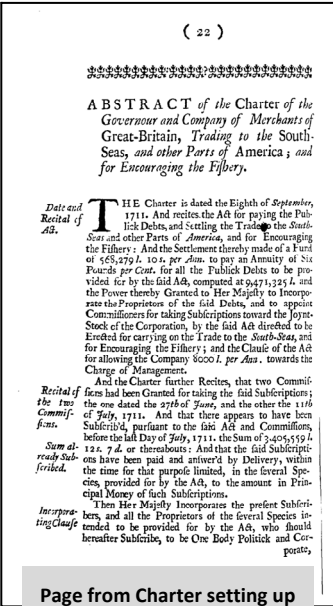 ( 22 )
ABSTRACT of the Charter of the
Governour and Company of Merchants of
Great-Britain, Trading to the South-
Seas, and other Parts of America; and
for Encouraging the Fishery.
Date and
Recital of
Act.
THE Charter is dated the Eighth of September,
1711. And recites the Act for paying the Pub-
lick Debts, and Settling the Trade to the South-
Seas and other Parts of America, and for Encouraging
the Fishery: And the Settlement thereby made of a Fund
of 568,279 l. 10 s. per Ann. to pay an Annuity of Six
Pounds per Cent. for all the Publick Debts to be pro-
vided for by the said Act, computed at 9,471,325 l. and
the Power thereby Granted to Her Majesty to Incorpo-
rate the Proprietors of the said Debts, and to appoint
Commissioners for taking Subscriptions toward the Joynt-
Stock of the Corporation, by the said Act directed to be
Erected for carrying on the Trade to the South-Seas, and
for Encouraging the Fishery; and the Clause of the Act
for allowing the Company 8000 l. per Ann. towards the
Charge of Management.
Recital of
the two
Commis-
sions.
And the Charter further Recites, that two Commis-
sions had been Granted for taking the said Subscriptions;
the one dated the 27th of June, and the other the 11th
of July, 1711. And that there appears to have been
Subscrib'd, pursuant to the said Act and Commissions,
before the last Day of July, 1711. the Sum of 3,405,559 l.
Sum al-
ready Sub-
scribed.
12 s. 7 d. or thereabouts: And that the said Subscripti-
ons have been paid and answer'd by Delivery, within
the time for that purpose limited, in the several Spe-
cies, provided for by the Act, to the amount in Prin-
cipal Money of such Subscriptions.
Incorpora-
ting Clause
Then Her Majesty Incorporates the present Subscri-
bers, and all the Proprietors of the several Species in-
tended to be provided for by the Act, who should
hereafter Subscribe, to be One Body Politick and Cor-
porate,
Page from Charter setting up